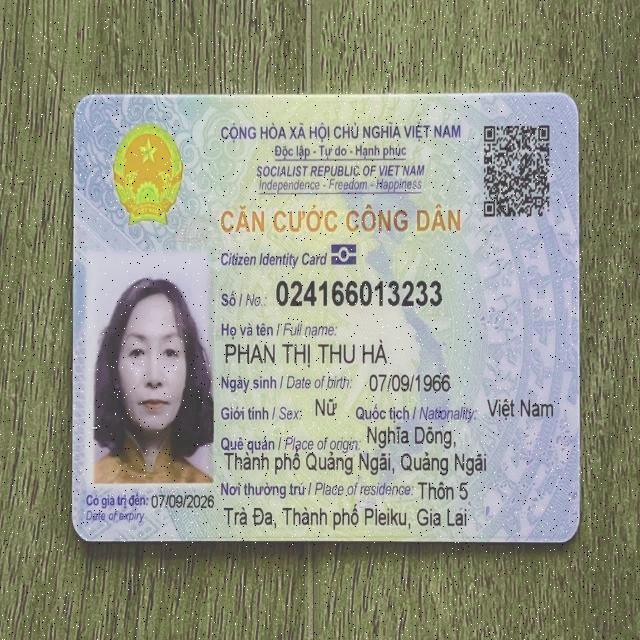 CỘNG HÒA XÃ HỘI CHỦ NGHĨA VIỆT NAM
Độc lập - Tự do - Hạnh phúc
SOCIALIST REPUBLIC OF VIET NAM
Independence - Freedom - Happiness
CĂN CƯỚC CÔNG DÂN
Citizen Identity Card
Số / No.: 024166013233
Họ và tên / Full name:
PHAN THỊ THU HÀ
Ngày sinh / Date of birth: 07/09/1966
Giới tính / Sex: Nữ Quốc tịch / Nationality: Việt Nam
Quê quán / Place of origin: Nghĩa Dõng,
Thành phố Quảng Ngãi, Quảng Ngãi
Nơi thường trú / Place of residence: Thôn 5
Trà Đa, Thành phố Pleiku, Gia Lai
Có giá trị đến: 07/09/2026
Date of expiry